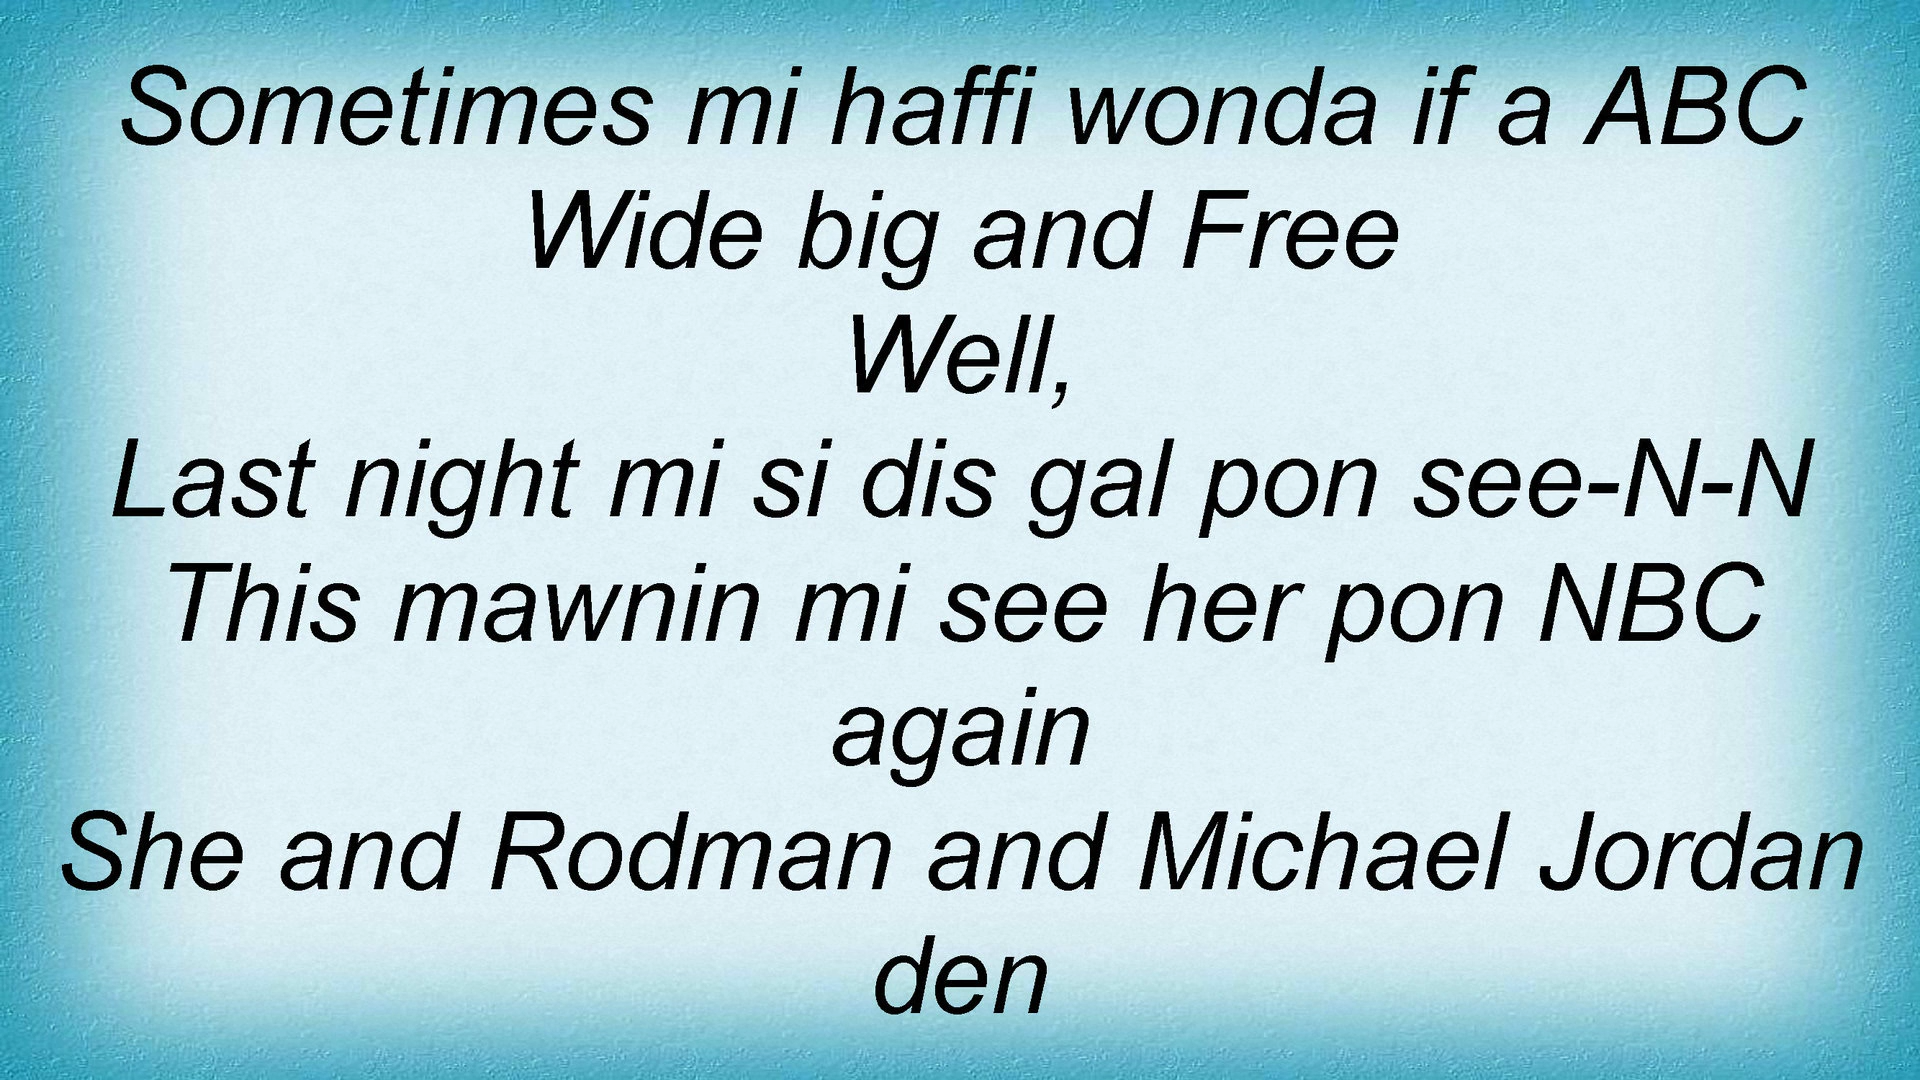 Sometimes mi haffi wonda if a ABC
Wide big and Free
Well,
Last night mi si dis gal pon see-N-N
This mawnin mi see her pon NBC
again
She and Rodman and Michael Jordan
den